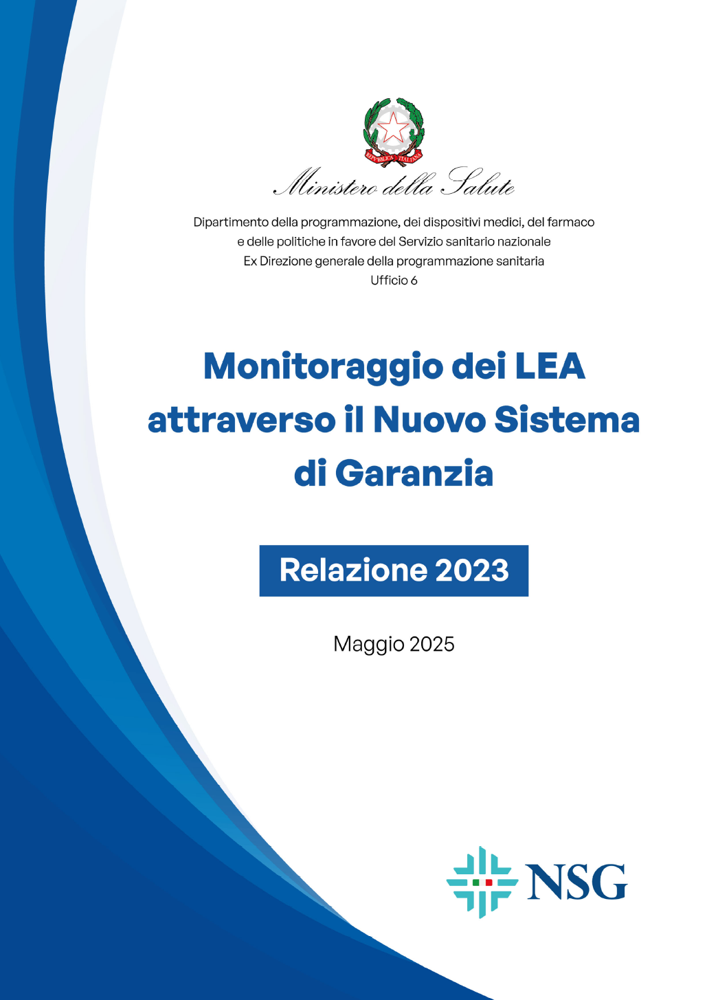 REPVBBLICA ITALIANA
Ministero della Salute
Dipartimento della programmazione, dei dispositivi medici, del farmaco
e delle politiche in favore del Servizio sanitario nazionale
Ex Direzione generale della programmazione sanitaria
Ufficio 6
Monitoraggio dei LEA
attraverso il Nuovo Sistema
di Garanzia
Relazione 2023
Maggio 2025
NSG